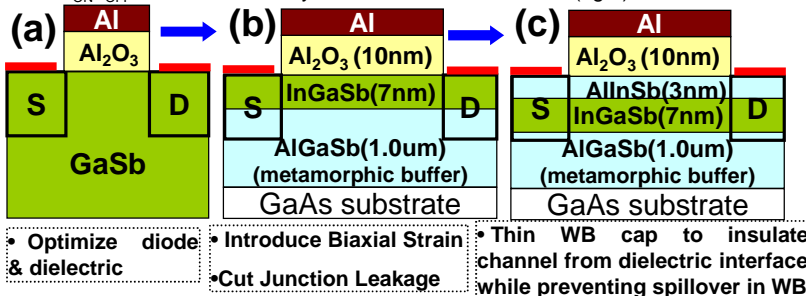 (a)
Al
Al2O3
S
D
GaSb
• Optimize diode
& dielectric
(b)
Al
Al2O3 (10nm)
InGaSb(7nm)
S
D
AlGaSb(1.0um)
(metamorphic buffer)
GaAs substrate
• Introduce Biaxial Strain
•Cut Junction Leakage
(c)
Al
Al2O3 (10nm)
AlInSb(3nm)
S
InGaSb(7nm)
D
AlGaSb(1.0um)
(metamorphic buffer)
GaAs substrate
• Thin WB cap to insulate
channel from dielectric interface
while preventing spillover in WB